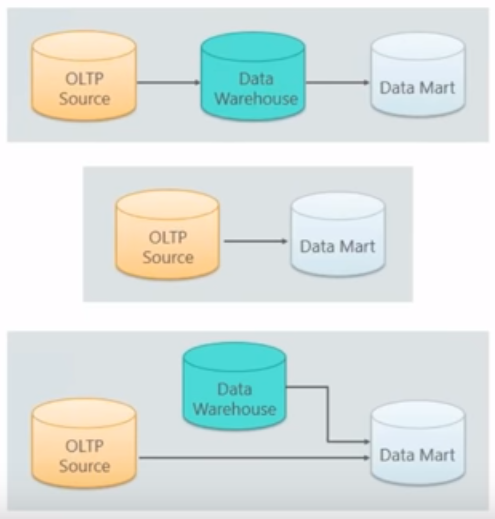 OLTP
Source
Data
Warehouse
Data Mart
OLTP
Source
Data Mart
Data
Warehouse
OLTP
Source
Data Mart